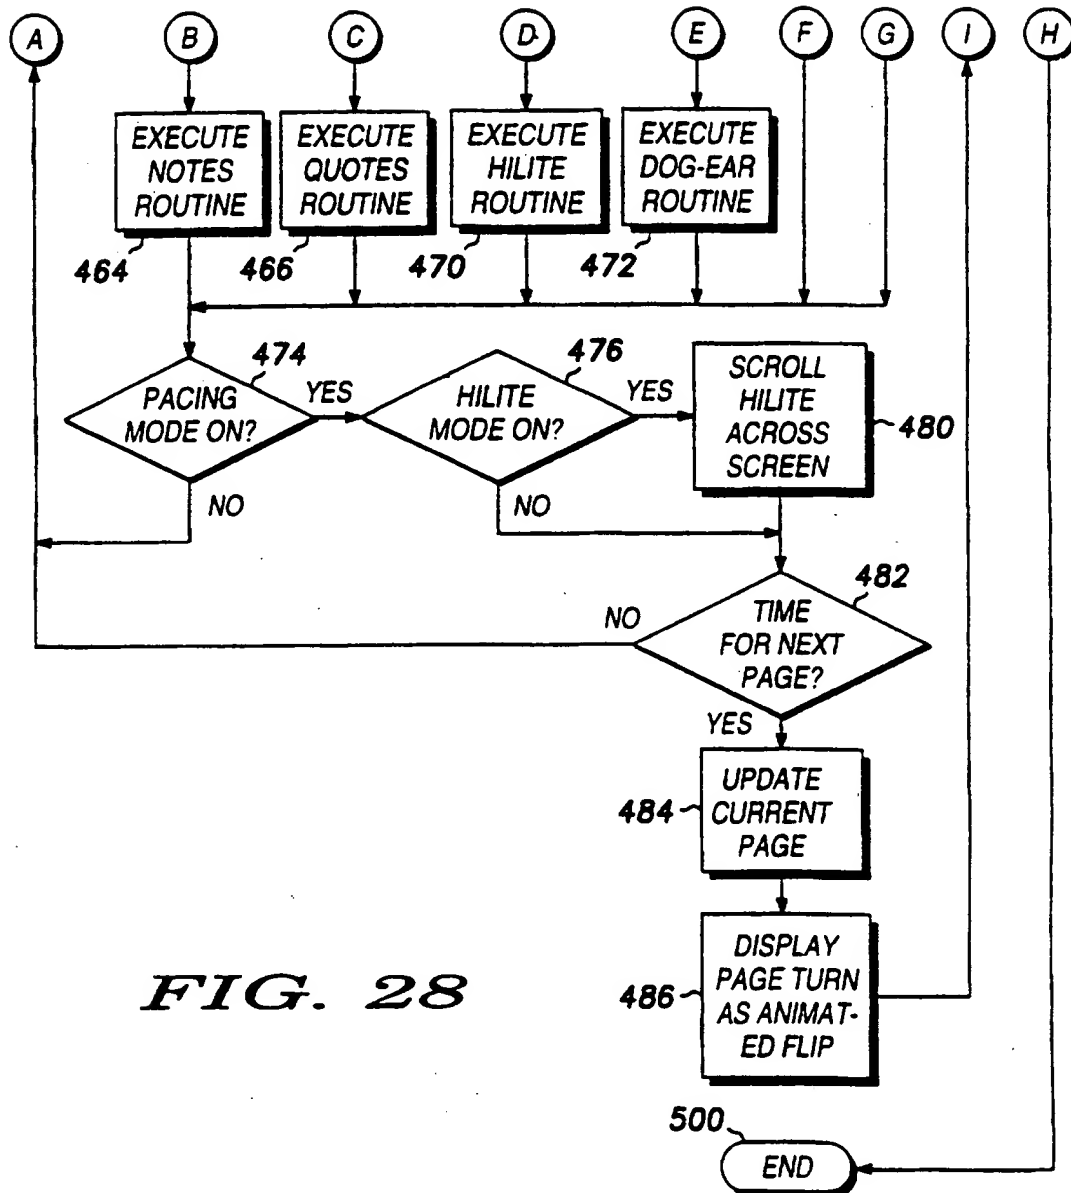 A B C D E F G I H
EXECUTE
NOTES
ROUTINE
464
EXECUTE
QUOTES
ROUTINE
466
EXECUTE
HILITE
ROUTINE
470
EXECUTE
DOG-EAR
ROUTINE
472
474
PACING
MODE ON?
YES
NO
476
HILITE
MODE ON?
YES
NO
SCROLL
HILITE
ACROSS
SCREEN
480
482
TIME
FOR NEXT
PAGE?
NO
YES
484
UPDATE
CURRENT
PAGE
486
DISPLAY
PAGE TURN
AS ANIMAT-
ED FLIP
FIG. 28
500
END